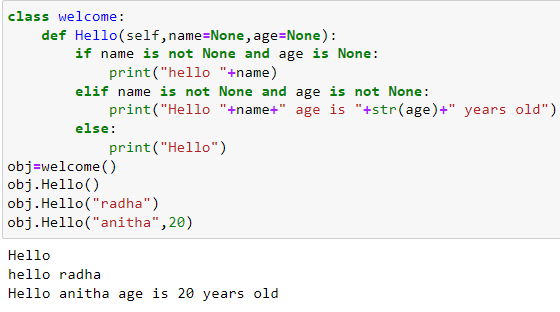 class welcome:
    def Hello(self,name=None,age=None):
        if name is not None and age is None:
            print("hello "+name)
        elif name is not None and age is not None:
            print("Hello "+name+" age is "+str(age)+" years old")
        else:
            print("Hello")
obj=welcome()
obj.Hello()
obj.Hello("radha")
obj.Hello("anitha",20)
Hello
hello radha
Hello anitha age is 20 years old